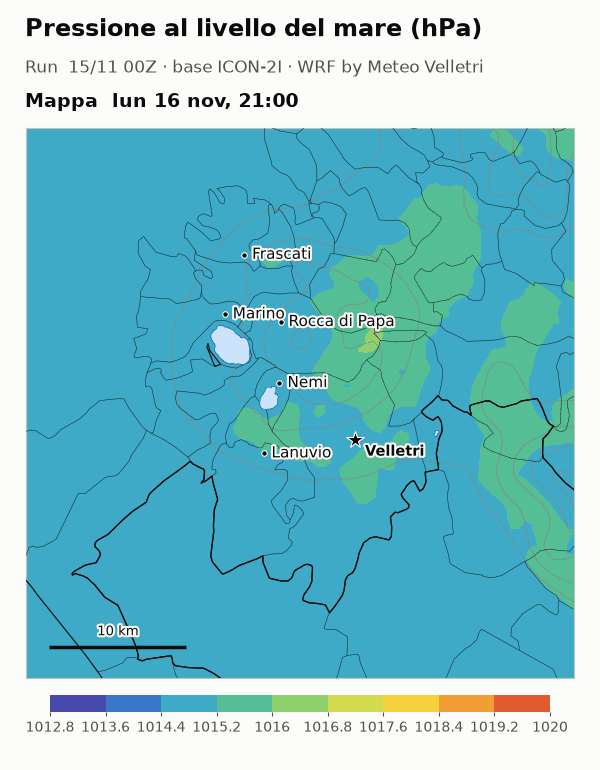 Pressione al livello del mare (hPa)
Run  15/11 00Z · base ICON-2I · WRF by Meteo Velletri
Mappa  lun 16 nov, 21:00
Frascati
Marino
Rocca di Papa
Nemi
Velletri
Lanuvio
10 km
1012.8 1013.6 1014.4 1015.2 1016 1016.8 1017.6 1018.4 1019.2 1020